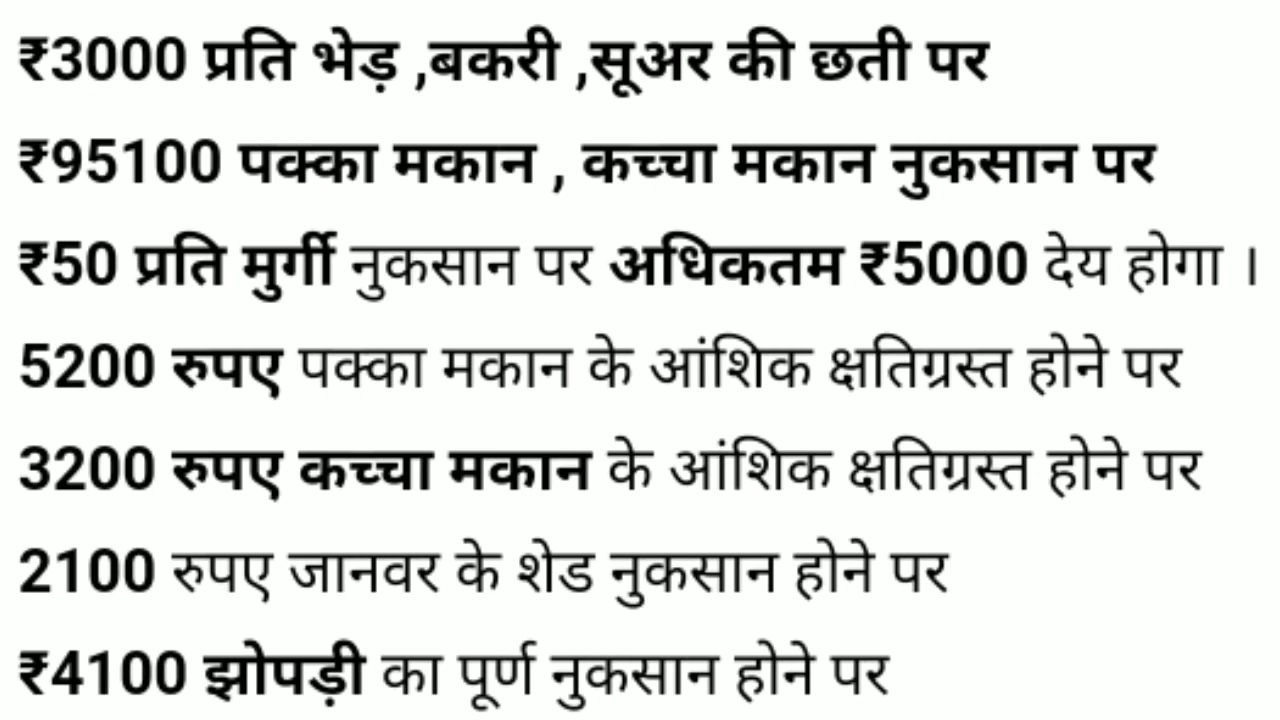 ₹3000 प्रति भेड़ ,बकरी ,सूअर की छती पर
₹95100 पक्का मकान , कच्चा मकान नुकसान पर
₹50 प्रति मुर्गी नुकसान पर अधिकतम ₹5000 देय होगा ।
5200 रुपए पक्का मकान के आंशिक क्षतिग्रस्त होने पर
3200 रुपए कच्चा मकान के आंशिक क्षतिग्रस्त होने पर
2100 रुपए जानवर के शेड नुकसान होने पर
₹4100 झोपड़ी का पूर्ण नुकसान होने पर